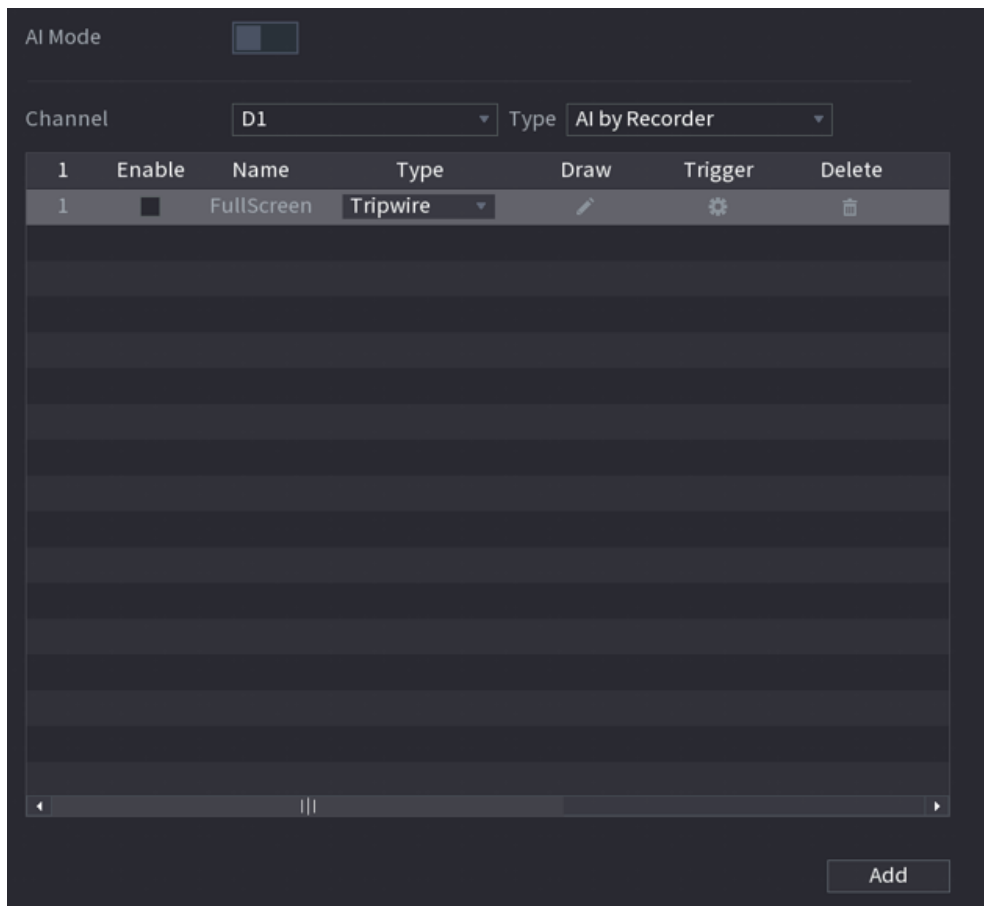 AI Mode
Channel D1 Type AI by Recorder
1 Enable Name Type Draw Trigger Delete
1 FullScreen Tripwire
Add